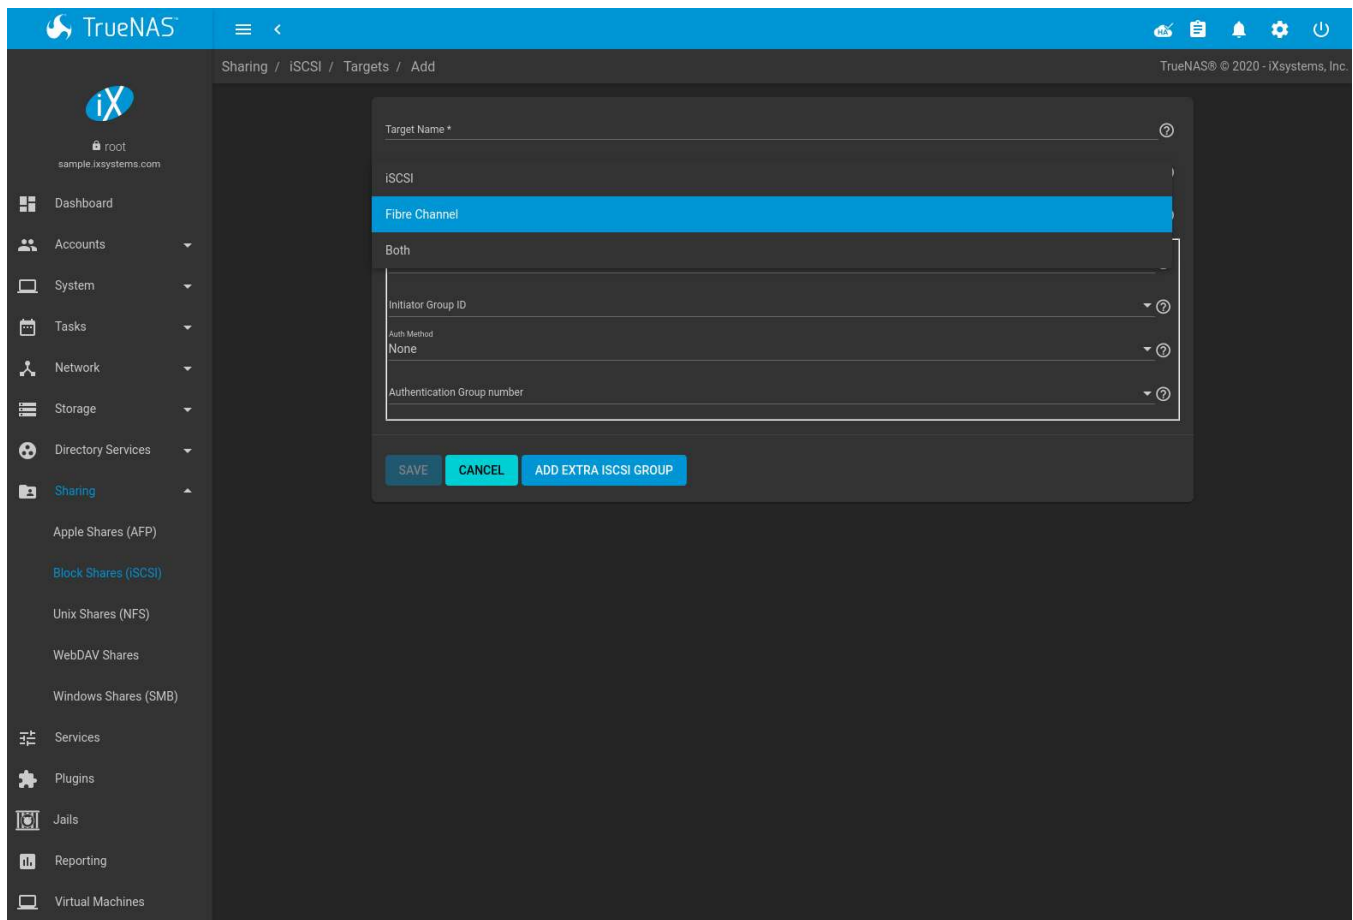 TrueNAS
HA
Sharing / iSCSI / Targets / Add
TrueNAS® © 2020 - iXsystems, Inc.
iX
root
sample.ixsystems.com
Dashboard
Accounts
System
Tasks
Network
Storage
Directory Services
Sharing
Apple Shares (AFP)
Block Shares (iSCSI)
Unix Shares (NFS)
WebDAV Shares
Windows Shares (SMB)
Services
Plugins
Jails
Reporting
Virtual Machines
Target Name *
iSCSI
Fibre Channel
Both
Initiator Group ID
Auth Method
None
Authentication Group number
SAVE
CANCEL
ADD EXTRA ISCSI GROUP